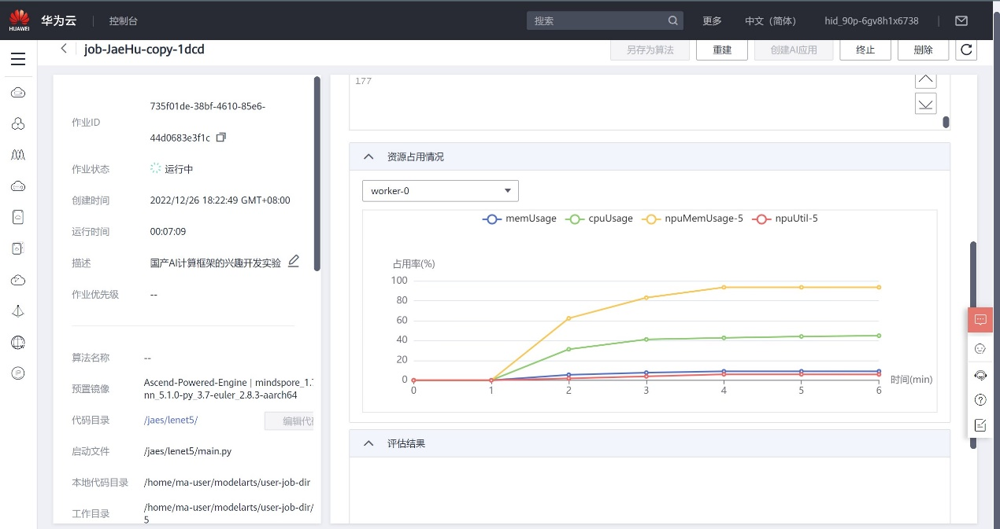 HUAWEI
华为云
控制台
搜索
更多
中文（简体）
hid_90p-6gv8h1x6738
job-JaeHu-copy-1dcd
另存为算法
重建
创建AI应用
终止
删除
作业ID
735f01de-38bf-4610-85e6-
44d0683e3f1c
作业状态
运行中
创建时间
2022/12/26 18:22:49 GMT+08:00
运行时间
00:07:09
描述
国产AI计算框架的兴趣开发实验
作业优先级
--
算法名称
--
预置镜像
Ascend-Powered-Engine | mindspore_1.
nn_5.1.0-py_3.7-euler_2.8.3-aarch64
代码目录
/jaes/lenet5/
编辑代
启动文件
/jaes/lenet5/main.py
本地代码目录
/home/ma-user/modelarts/user-job-dir
工作目录
/home/ma-user/modelarts/user-job-dir/
5
177
资源占用情况
worker-0
memUsage
cpuUsage
npuMemUsage-5
npuUtil-5
占用率(%)
100
80
60
40
20
0
0
1
2
3
4
5
6
时间(min)
评估结果